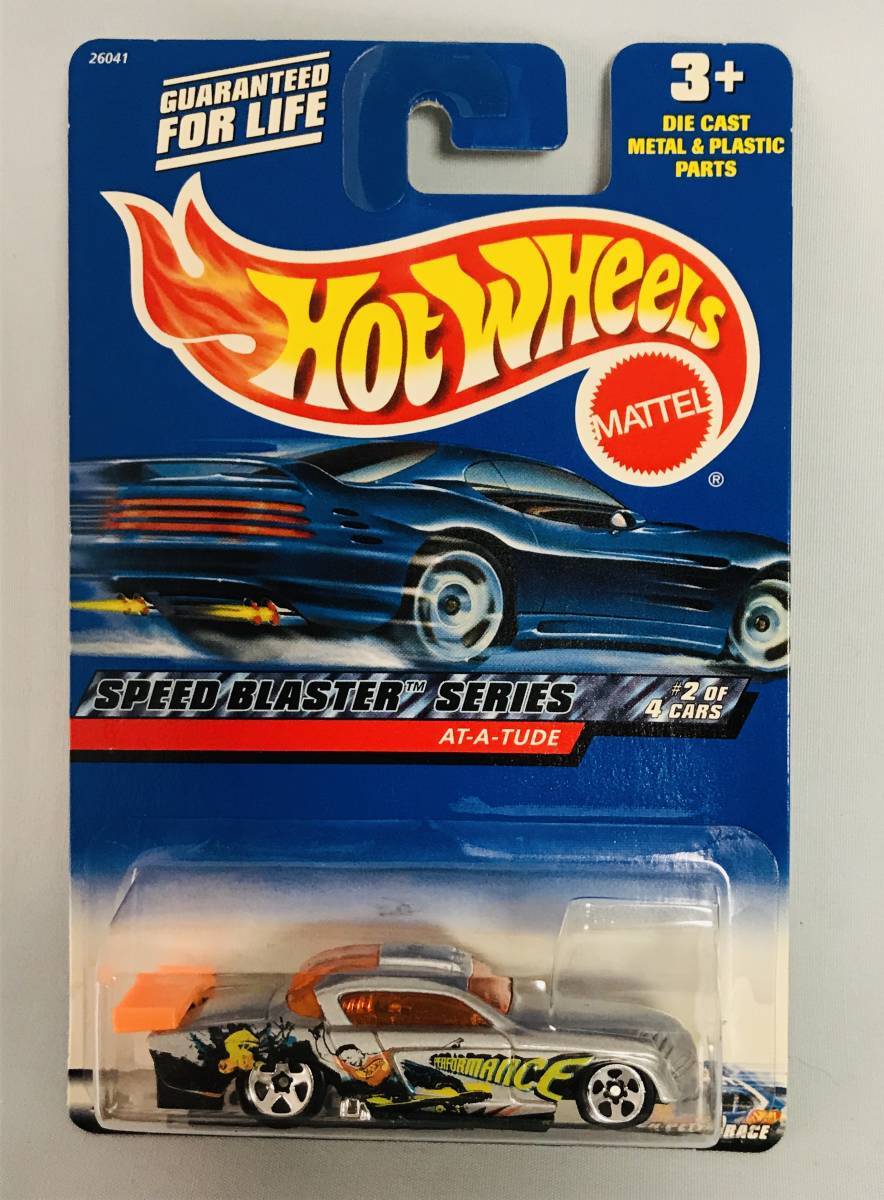 26041
GUARANTEED
FOR LIFE
3+
DIE CAST
METAL & PLASTIC
PARTS
HOT WHEELS
MATTEL
®
SPEED BLASTER™ SERIES
#2 OF
4 CARS
AT-A-TUDE
PERFORMANCE
RACE